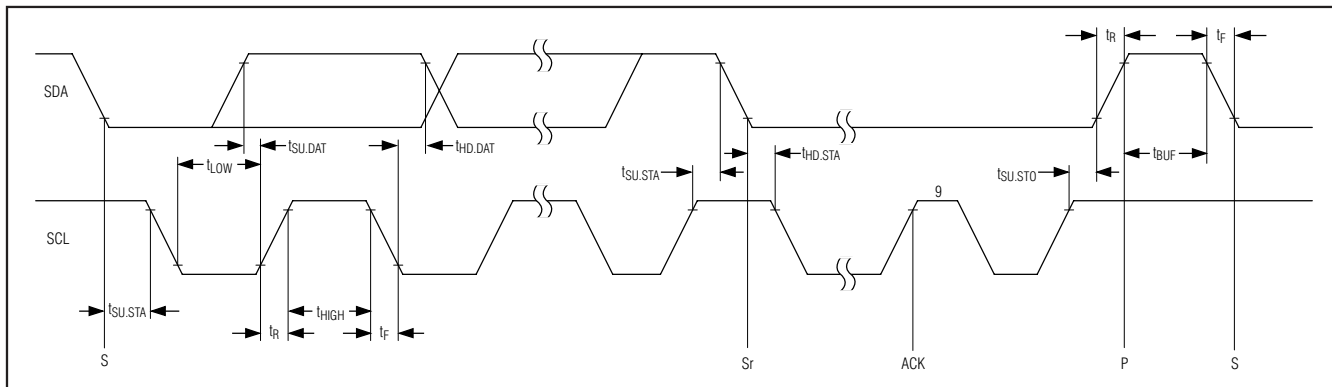 tR
tF
SDA
tSU.DAT
tHD.DAT
tLOW
tHD.STA
tBUF
tSU.STA
tSU.STO
9
SCL
tSU.STA
tHIGH
tR
tF
S
Sr
ACK
P
S